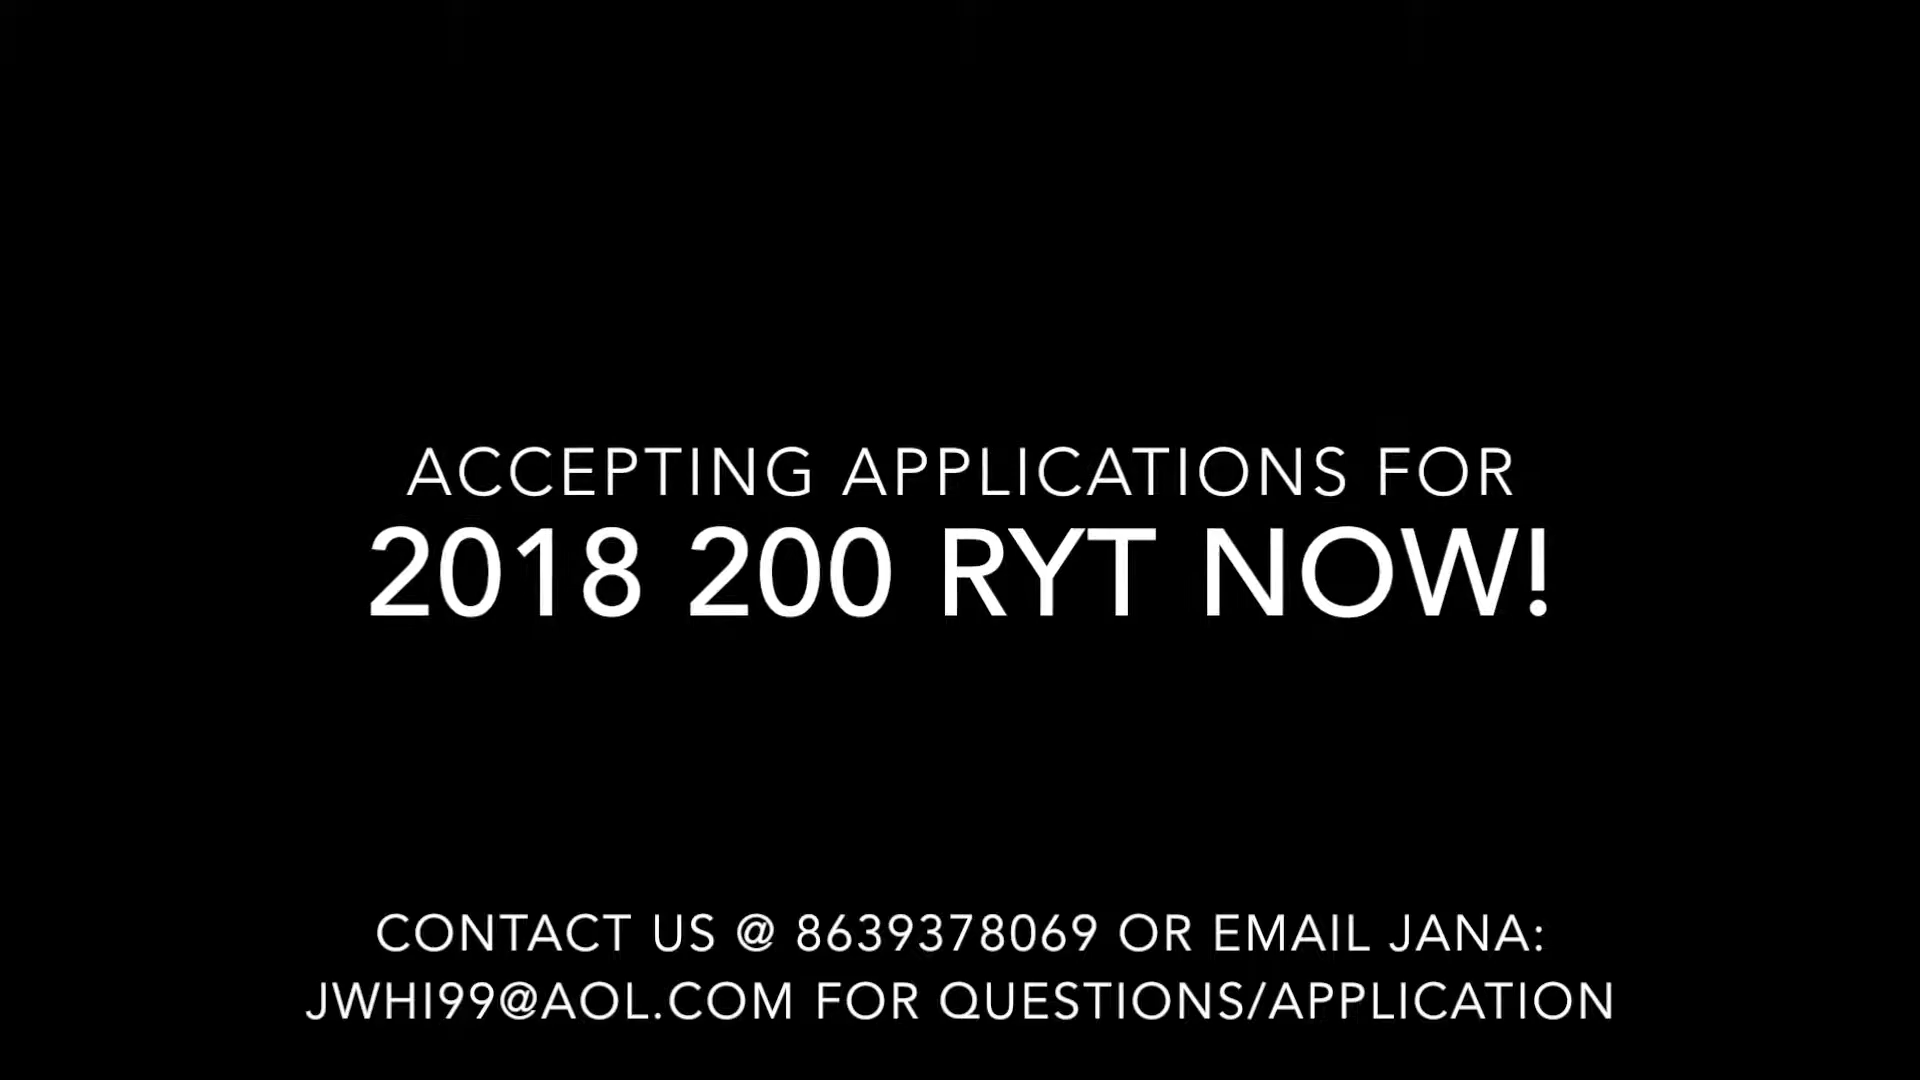 ACCEPTING APPLICATIONS FOR
2018 200 RYT NOW!
CONTACT US @ 8639378069 OR EMAIL JANA:
JWHI99@AOL.COM FOR QUESTIONS/APPLICATION